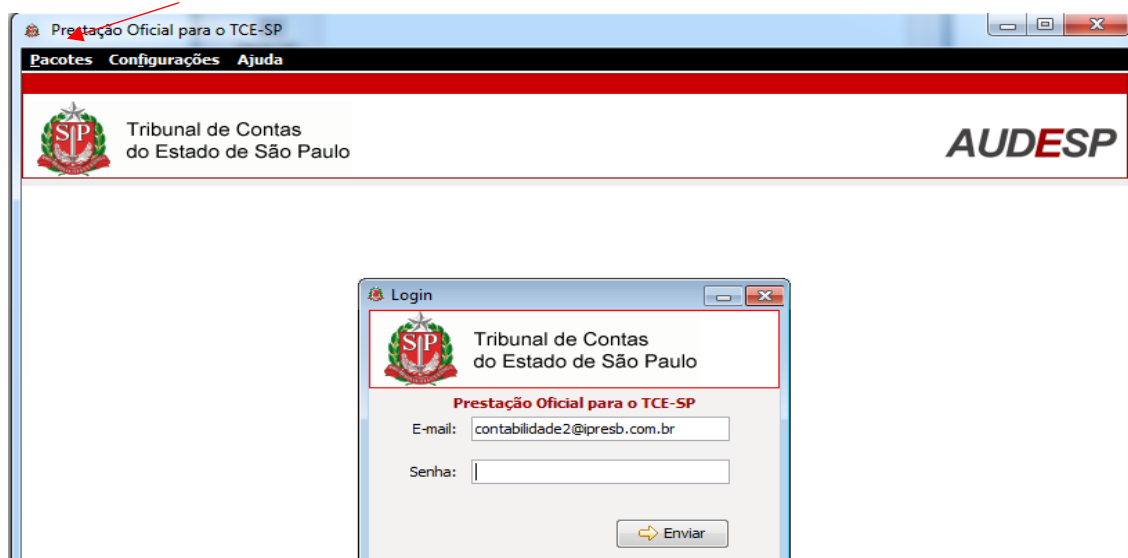 Prestação Oficial para o TCE-SP
Pacotes Configurações Ajuda
SP
Tribunal de Contas
do Estado de São Paulo
AUDESP
Login
SP
Tribunal de Contas
do Estado de São Paulo
Prestação Oficial para o TCE-SP
E-mail: contabilidade2@ipresb.com.br
Senha:
Enviar